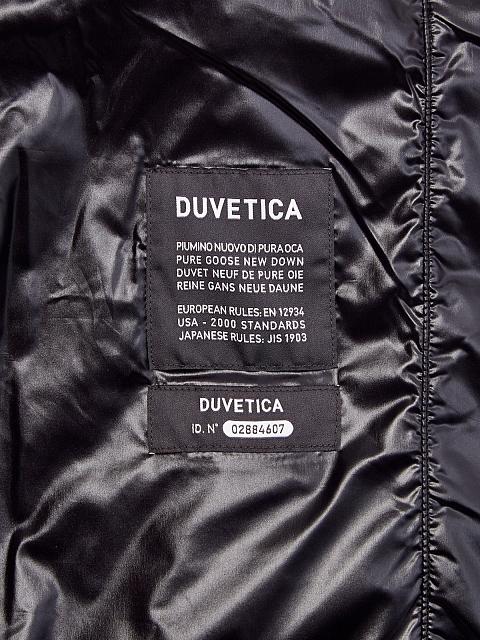 DUVETICA
PIUMINO NUOVO DI PURA OCA
PURE GOOSE NEW DOWN
DUVET NEUF DE PURE OIE
REINE GANS NEUE DAUNE
EUROPEAN RULES: EN 12934
USA - 2000 STANDARDS
JAPANESE RULES: JIS 1903
DUVETICA
ID. N° 02884607